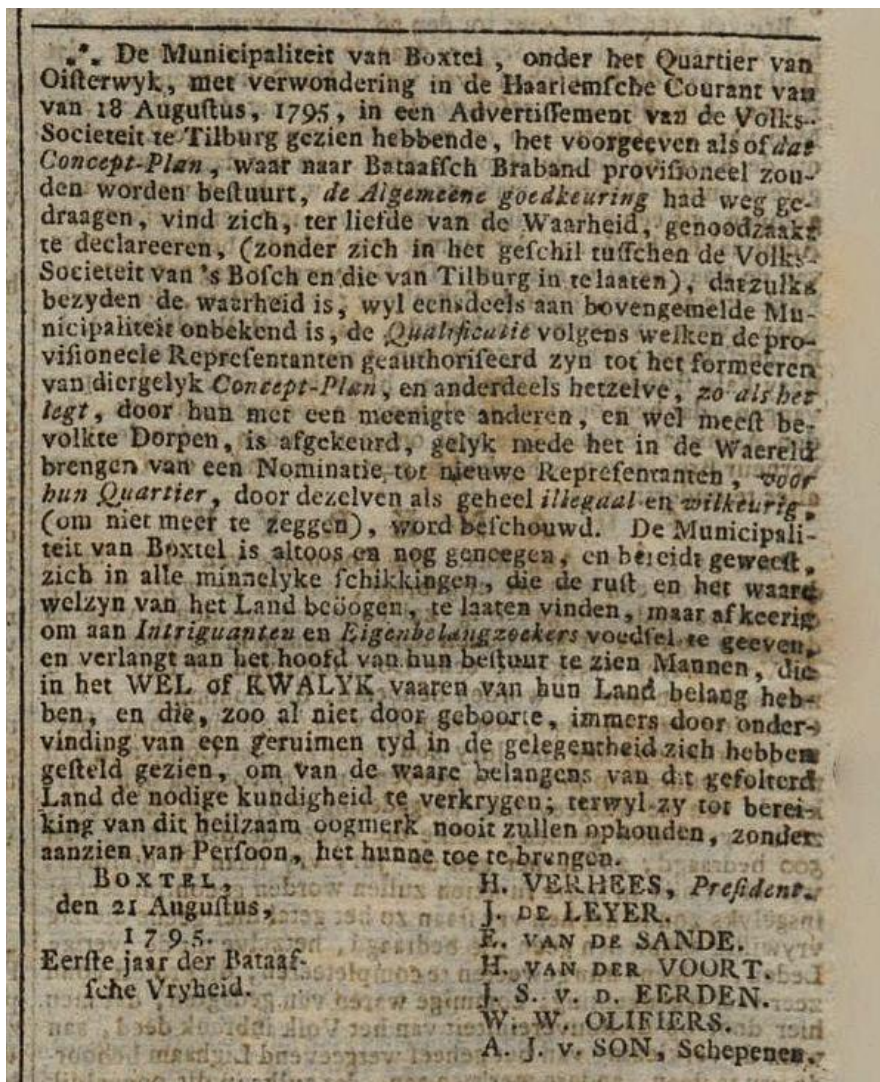 ⁂ De Municipaliteit van Boxtel, onder het Quartier van
Oiſterwyk, met verwondering in de Haarlemſche Courant van
van 18 Auguſtus, 1795, in een Advertiſſement van de Volks-
Societeit te Tilburg gezien hebbende, het voorgeeven als of dat
Concept-Plan, waar naar Bataaffch Braband proviſioneel zou-
den worden beſtuurt, de Algemeene goedkeuring had weg ge-
draagen, vind zich, ter liefde van de Waarheid, genoodzaakt
te declareeren, (zonder zich in het geſchil tuſſchen de Volks-
Societeit van 's Boſch en die van Tilburg in te laaten), dat zulks
bezyden de waarheid is, wyl eensdeels aan bovengemelde Mu-
nicipaliteit onbekend is, de Qualificatie volgens welken de pro-
viſioneele Repreſentanten geauthoriſeerd zyn tot het formeeren
van diergelyk Concept-Plan, en anderdeels hetzelve, zo als het
legt, door hun met een meenigte anderen, en wel meeſt be-
volkte Dorpen, is afgekeurd, gelyk mede het in de Waereld
brengen van een Nominatie tot nieuwe Repreſentanten, voor
hun Quartier, door dezelven als geheel illegaal en wilkeurig,
(om niet meer te zeggen), word beſchouwd. De Municipali-
teit van Boxtel is altoos en nog geneegen, en bereidt geweeſt,
zich in alle minnelyke ſchikkingen, die de ruſt en het waare
welzyn van het Land beöogen, te laaten vinden, maar afkeerig
om aan Intriguanten en Eigenbelangzoekers voedſel te geeven,
en verlangt aan het hoofd van hun beſtuur te zien Mannen, die
in het WEL of KWALYK vaaren van hun Land belang heb-
ben, en die, zoo al niet door geboorte, immers door onder-
vinding van een geruimen tyd in de gelegentheid zich hebben
geſteld gezien, om van de waare belangens van dit gefolterd
Land de nodige kundigheid te verkrygen; terwyl zy tot berei-
king van dit heilzaam oogmerk nooit zullen ophouden, zonder
aanzien van Perſoon, het hunne toe te brengen.
BOXTEL,
den 21 Auguſtus,
1795.
Eerſte jaar der Bataaf-
ſche Vryheid.
H. VERHEES, Preſident.
J. DE LEYER.
E. VAN DE SANDE.
H. VAN DER VOORT.
J. S. v. D. EERDEN.
W. W. OLIFIERS.
A. J. v. SON, Schepenen.